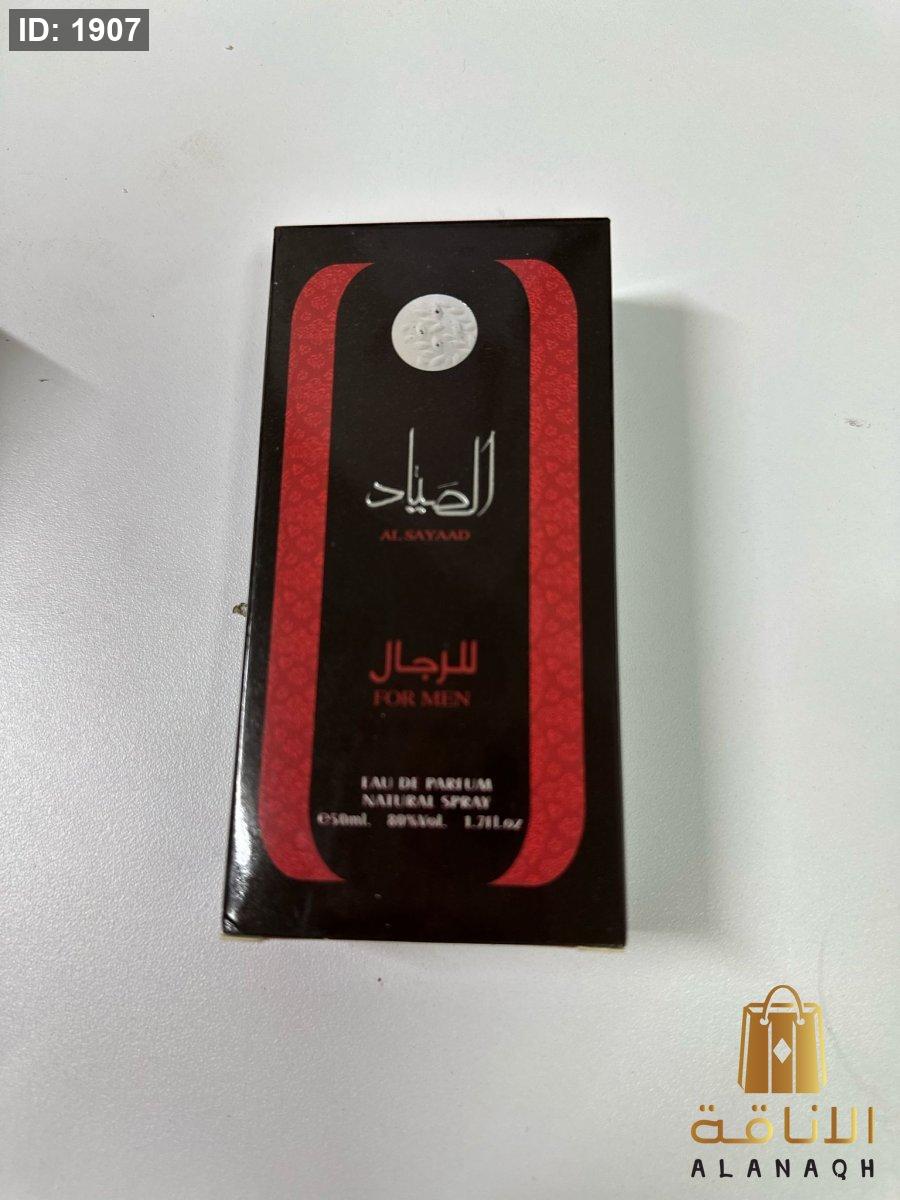 ID: 1907
الصياد
AL SAYAAD
للرجال
FOR MEN
EAU DE PARFUM
NATURAL SPRAY
℮50ml. 80%Vol. 1.7fl.oz
الاناقة
ALANAQH